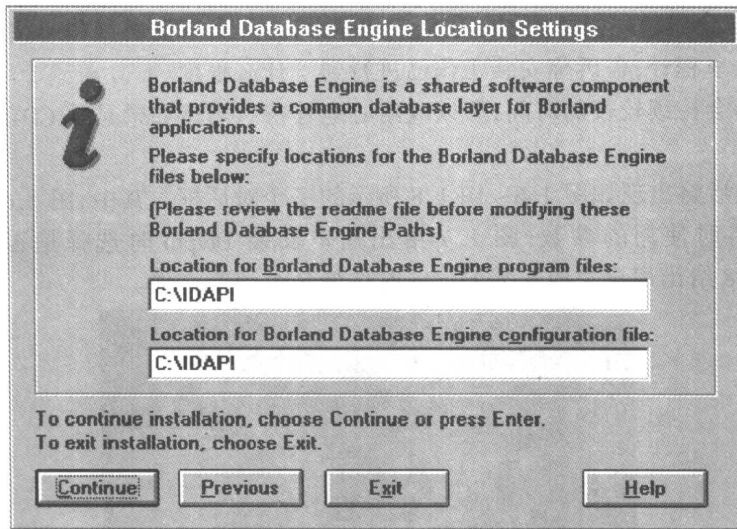 Borland Database Engine Location Settings
Borland Database Engine is a shared software component
that provides a common database layer for Borland
applications.
Please specify locations for the Borland Database Engine
files below:
(Please review the readme file before modifying these
Borland Database Engine Paths)
Location for Borland Database Engine program files:
C:\IDAPI
Location for Borland Database Engine configuration file:
C:\IDAPI
To continue installation, choose Continue or press Enter.
To exit installation, choose Exit.
Continue Previous Exit Help